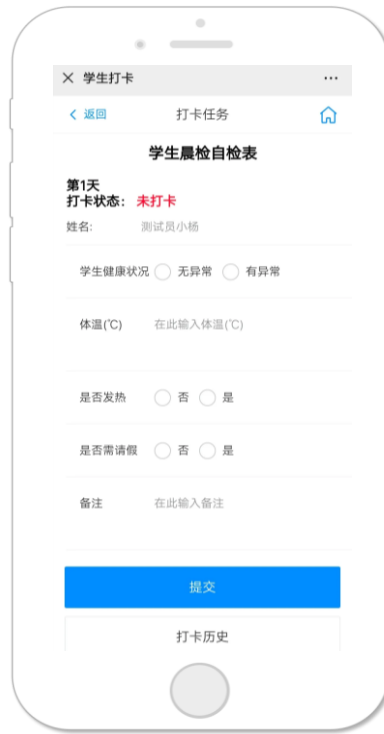 学生打卡
返回 打卡任务
学生晨检自检表
第1天
打卡状态： 未打卡
姓名: 测试员小杨
学生健康状况 无异常 有异常
体温(℃) 在此输入体温(℃)
是否发热 否 是
是否需请假 否 是
备注 在此输入备注
提交
打卡历史